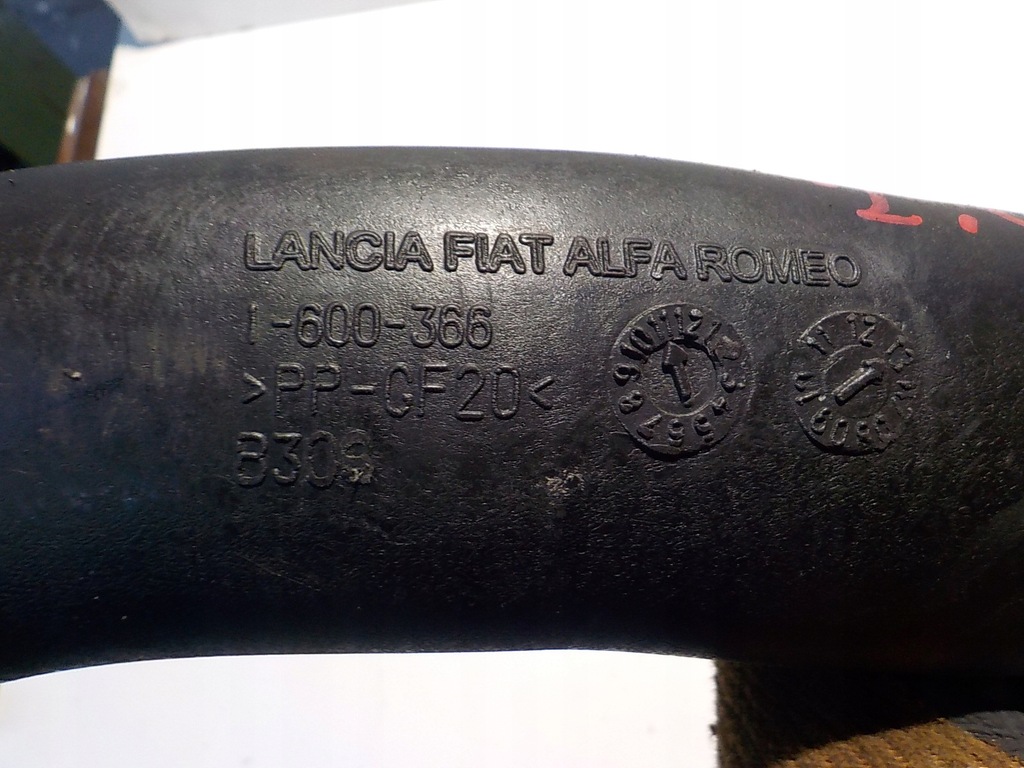 LANCIA FIAT ALFA ROMEO
1-600-366
>PP-GF20<
B309